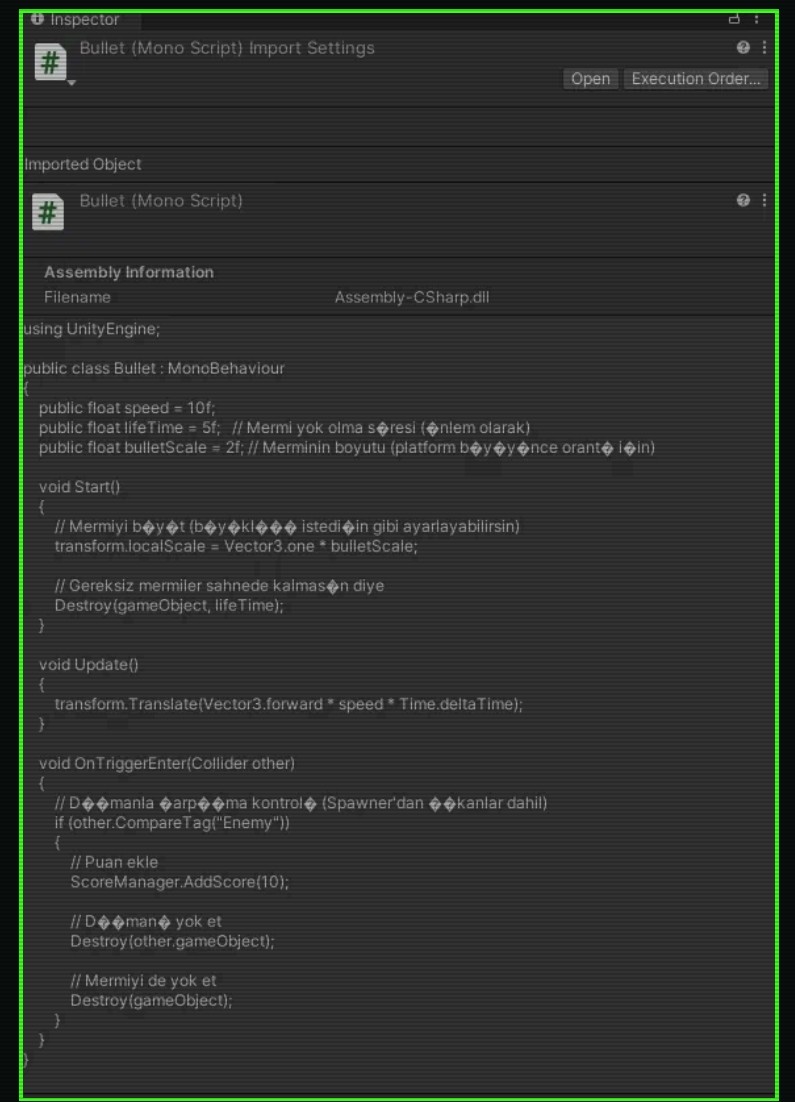 Inspector
Bullet (Mono Script) Import Settings
Open Execution Order...
Imported Object
Bullet (Mono Script)
Assembly Information
Filename Assembly-CSharp.dll
using UnityEngine;
public class Bullet : MonoBehaviour
{
public float speed = 10f;
public float lifeTime = 5f; // Mermi yok olma s�resi (�nlem olarak)
public float bulletScale = 2f; // Merminin boyutu (platform b�y�y�nce orant� i�in)
void Start()
{
// Mermiyi b�y�t (b�y�kl��� istedi�in gibi ayarlayabilirsin)
transform.localScale = Vector3.one * bulletScale;
// Gereksiz mermiler sahnede kalmas�n diye
Destroy(gameObject, lifeTime);
}
void Update()
{
transform.Translate(Vector3.forward * speed * Time.deltaTime);
}
void OnTriggerEnter(Collider other)
{
// D��manla �arp��ma kontrol� (Spawner'dan ��kanlar dahil)
if (other.CompareTag("Enemy"))
{
// Puan ekle
ScoreManager.AddScore(10);
// D��man� yok et
Destroy(other.gameObject);
// Mermiyi de yok et
Destroy(gameObject);
}
}
}